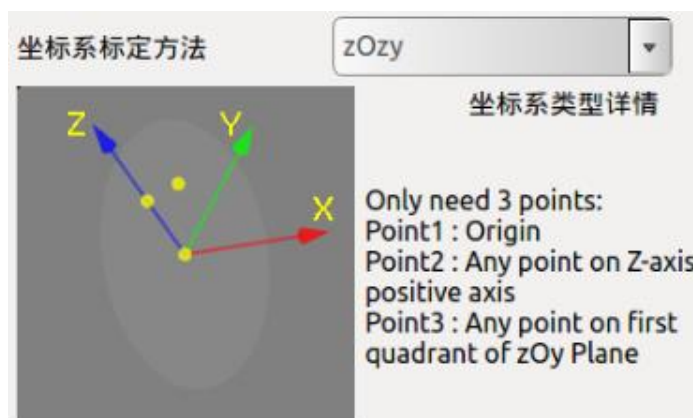 坐标系标定方法
zOzy
坐标系类型详情
Z
Y
X
Only need 3 points:
Point1 : Origin
Point2 : Any point on Z-axis
positive axis
Point3 : Any point on first
quadrant of zOy Plane